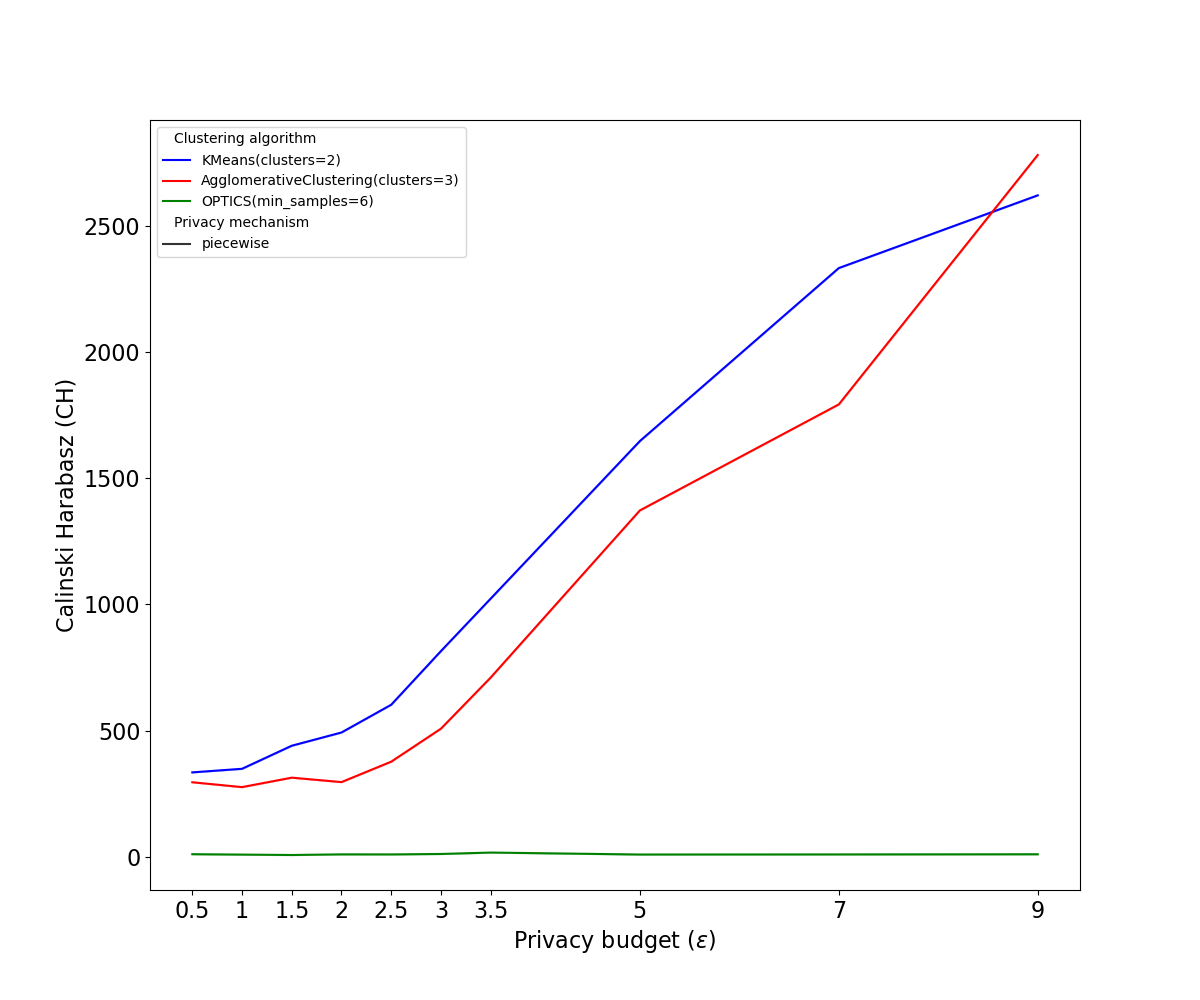 Clustering algorithm
KMeans(clusters=2)
AgglomerativeClustering(clusters=3)
OPTICS(min_samples=6)
Privacy mechanism
piecewise
Calinski Harabasz (CH)
2500
2000
1500
1000
500
0
0.5 1 1.5 2 2.5 3 3.5 5 7 9
Privacy budget (ε)